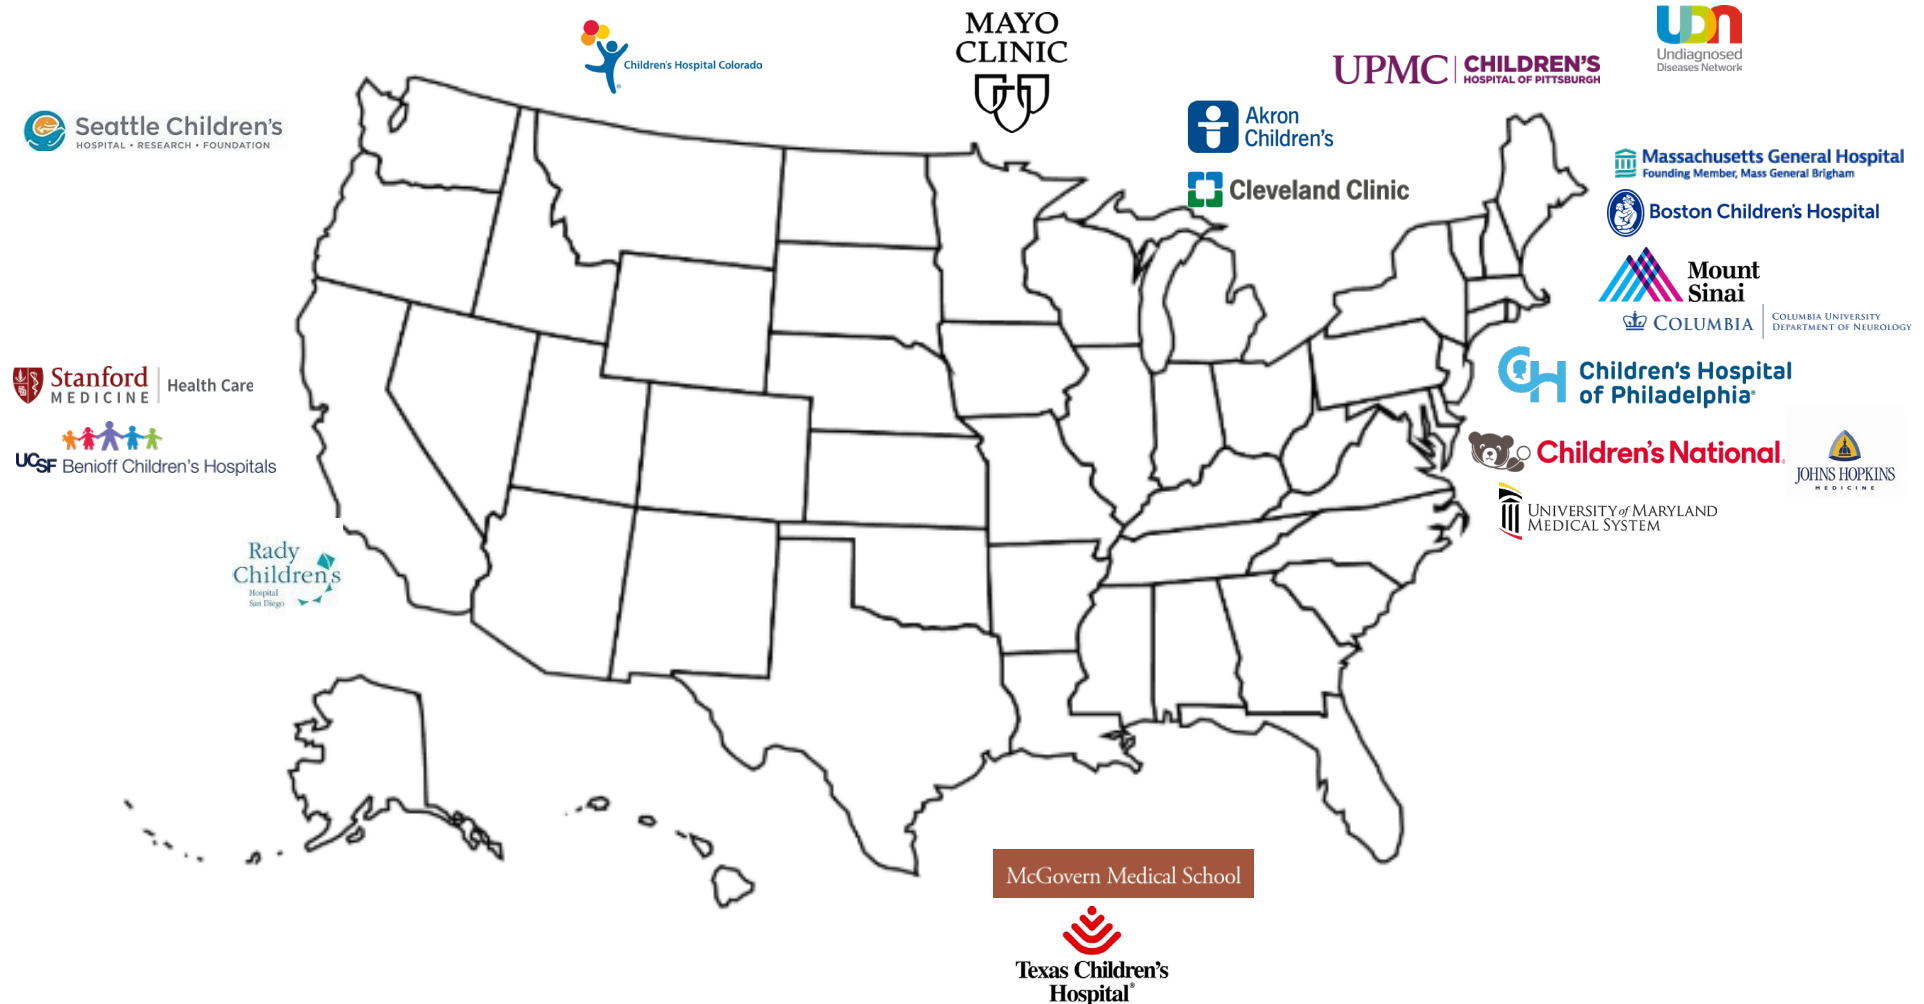 Children's Hospital Colorado
MAYO
CLINIC
UPMC CHILDREN'S
HOSPITAL OF PITTSBURGH
UDN
Undiagnosed
Diseases Network
Seattle Children's
HOSPITAL • RESEARCH • FOUNDATION
Akron
Children's
Cleveland Clinic
Massachusetts General Hospital
Founding Member, Mass General Brigham
Boston Children's Hospital
Mount
Sinai
COLUMBIA
COLUMBIA UNIVERSITY
DEPARTMENT OF NEUROLOGY
Stanford
MEDICINE
Health Care
UCSF Benioff Children's Hospitals
CH
Children's Hospital
of Philadelphia®
Children's National®
JOHNS HOPKINS
MEDICINE
UNIVERSITY of MARYLAND
MEDICAL SYSTEM
Rady
Children's
Hospital
San Diego
McGovern Medical School
Texas Children's
Hospital®